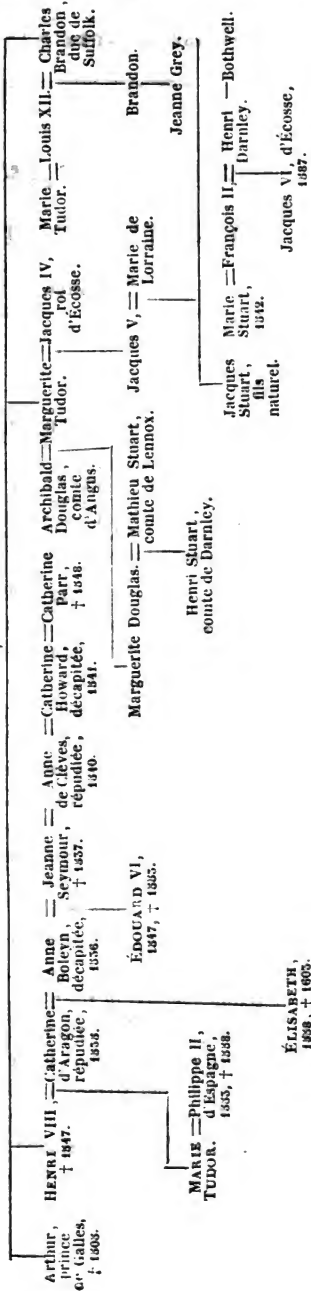 Arthur,
prince
de Galles,
† 1503.
HENRI VIII,
† 1547.
=Catherine=
d'Aragon,
répudiée,
1533.
Anne
Boleyn,
décapitée,
1536.
= Jeanne
Seymour,
† 1537.
= Anne
de Clèves,
répudiée,
1540.
=Catherine
Howard,
décapitée,
1541.
=Catherine
Parr,
† 1548.
Archibald
Douglas,
comte
d'Angus.
=Marguerite=
Tudor.
Jacques IV,
roi
d'Écosse.
Marie
Tudor.
= Louis XII.
= Charles
Brandon,
duc de
Suffolk.
MARIE
TUDOR.
=Philippe II,
d'Espagne,
1555, † 1558.
ÉDOUARD VI,
1547, † 1553.
Marguerite Douglas.
= Mathieu Stuart,
comte de Lennox.
Jacques V,
= Marie de
Lorraine.
Brandon.
ÉLISABETH,
1558, † 1603.
Henri Stuart,
comte de Darnley.
Jeanne Grey.
Jacques
Stuart,
fils
naturel.
Marie
Stuart,
1542.
=François II,
= Henri
Darnley.
—Bothwell.
Jacques VI, d'Écosse,
1587.